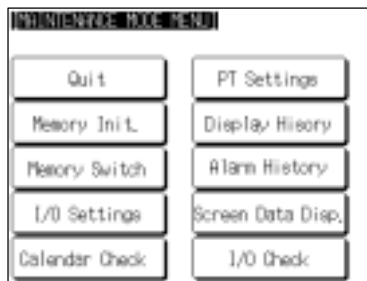 [MAINTENANCE MODE MENU]
Quit
PT Settings
Memory Init.
Display Hisory
Memory Switch
Alarm History
I/O Settings
Screen Data Disp.
Calendar Check
I/O Check